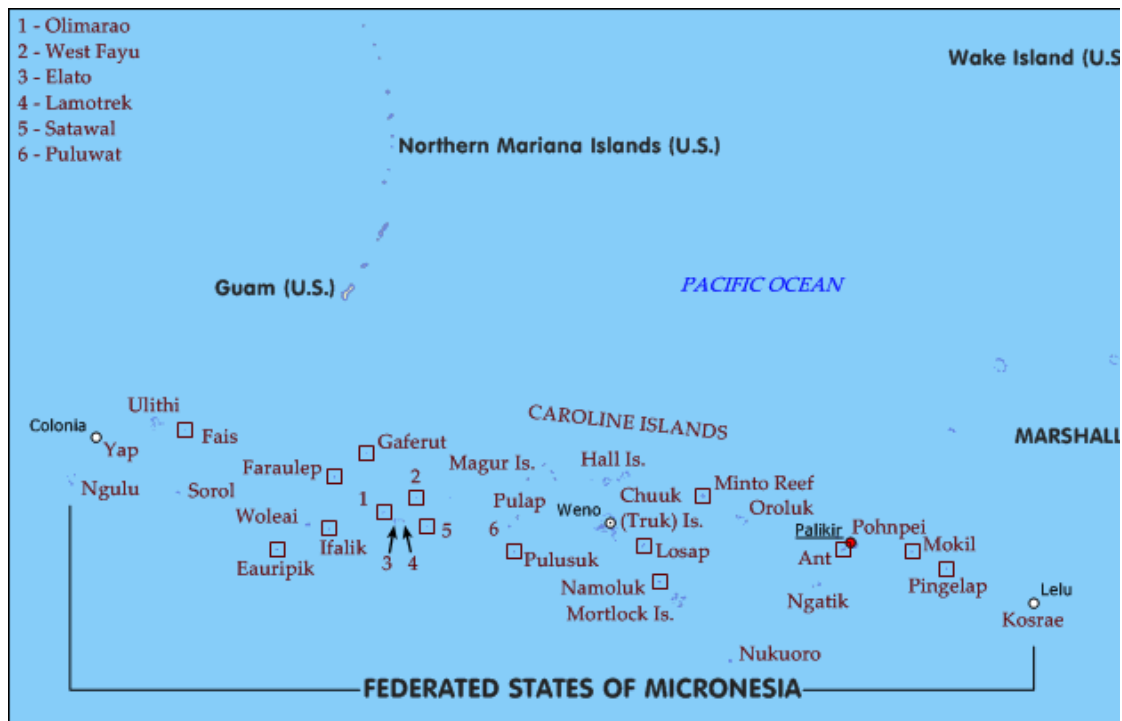 1 - Olimarao
2 - West Fayu
3 - Elato
4 - Lamotrek
5 - Satawal
6 - Puluwat
Wake Island (U.S
Northern Mariana Islands (U.S.)
Guam (U.S.)
PACIFIC OCEAN
Ulithi
Colonia
Yap
Fais
CAROLINE ISLANDS
MARSHALL
Gaferut
Faraulep
Magur Is.
Hall Is.
Ngulu
Sorol
2
1
Pulap
Chuuk
(Truk) Is.
Minto Reef
Oroluk
Weno
Woleai
5
6
Ifalik
Eauripik
3
4
Pulusuk
Losap
Palikir
Pohnpei
Ant
Mokil
Namoluk
Mortlock Is.
Ngatik
Pingelap
Lelu
Kosrae
Nukuoro
FEDERATED STATES OF MICRONESIA